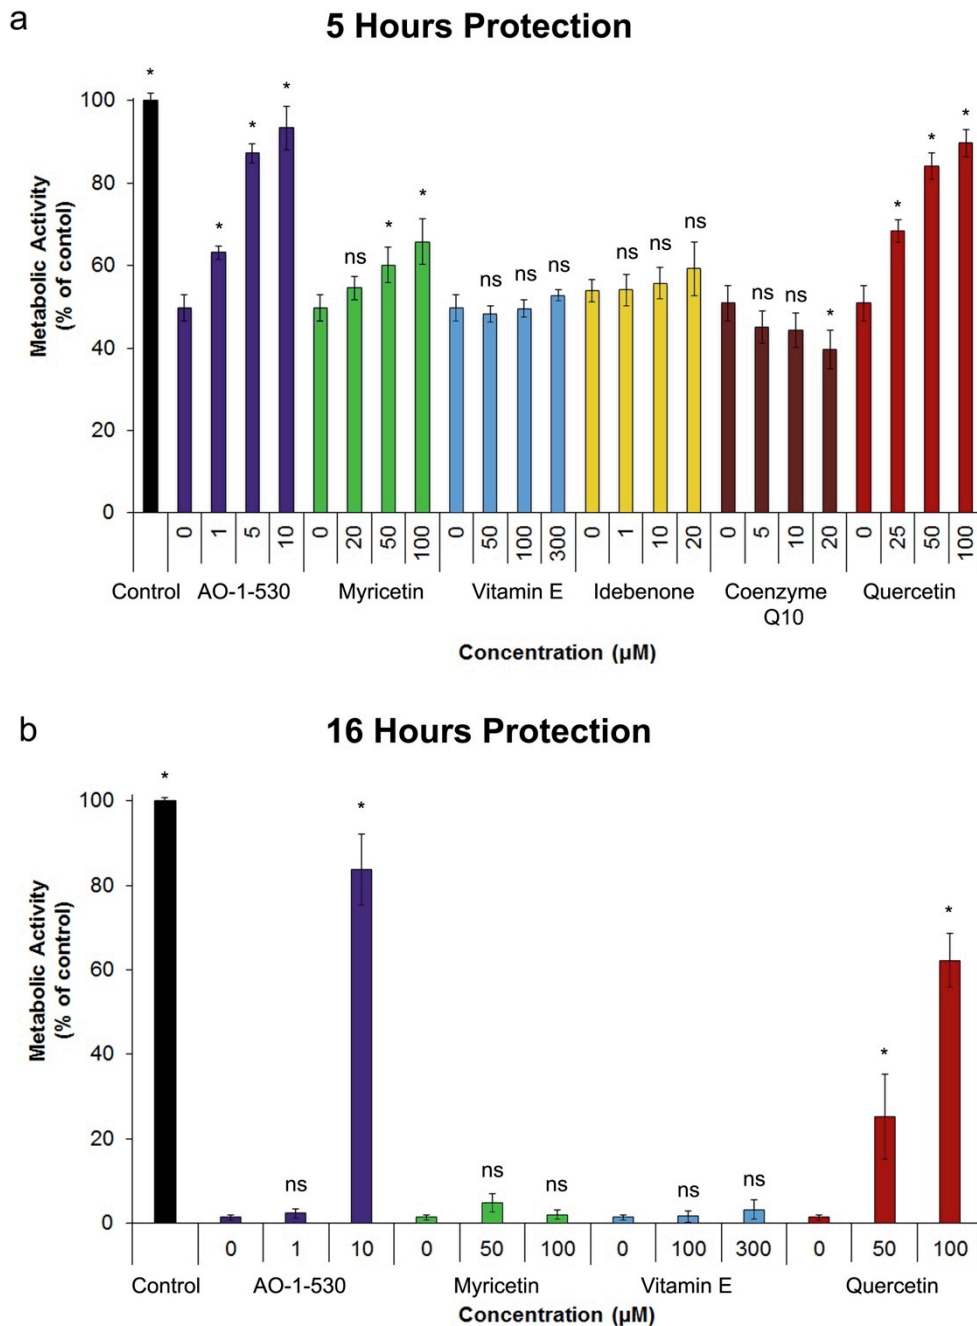 a
5 Hours Protection
Metabolic Activity
(% of contol)
100
80
60
40
20
0
*
*
*
*
ns
*
*
ns
ns
ns
ns
ns
ns
ns
ns
*
*
*
*
0 1 5 10 0 20 50 100 0 50 100 300 0 1 10 20 0 5 10 20 0 25 50 100
Control AO-1-530 Myricetin Vitamin E Idebenone Coenzyme Q10 Quercetin
Concentration (µM)
b
16 Hours Protection
Metabolic Activity
(% of control)
100
80
60
40
20
0
*
ns
*
ns
ns
ns
ns
*
*
0 1 10 0 50 100 0 100 300 0 50 100
Control AO-1-530 Myricetin Vitamin E Quercetin
Concentration (µM)